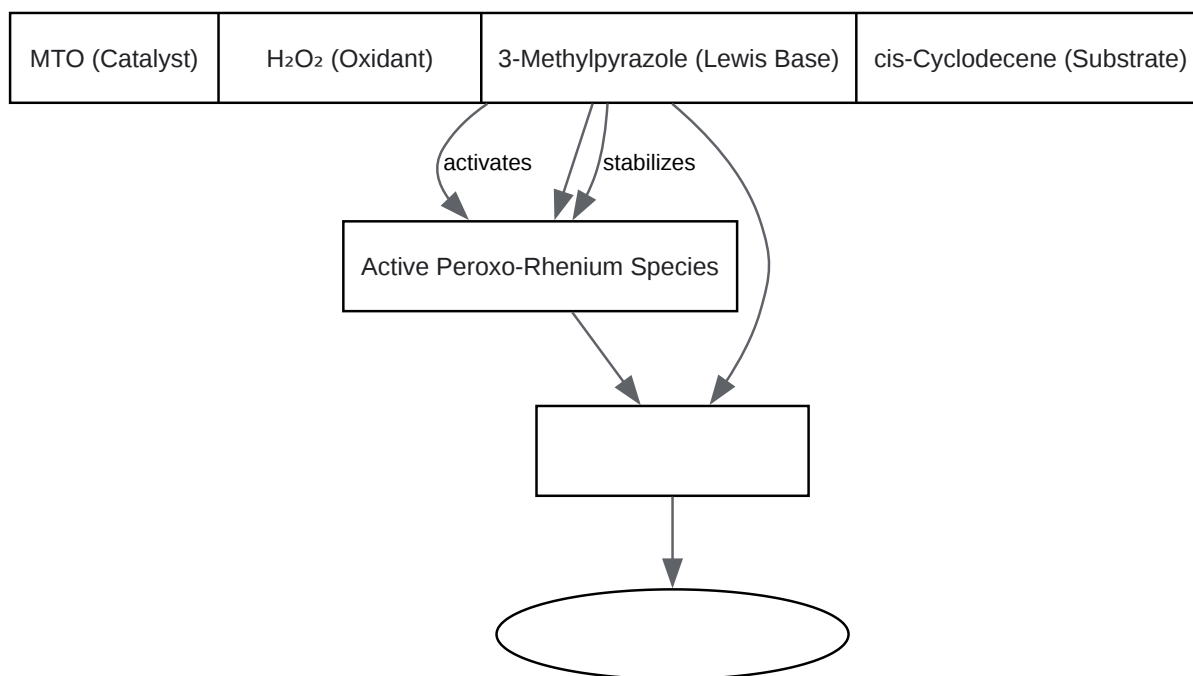 MTO (Catalyst)
H₂O₂ (Oxidant)
3-Methylpyrazole (Lewis Base)
cis-Cyclodecene (Substrate)
activates
stabilizes
Active Peroxo-Rhenium Species